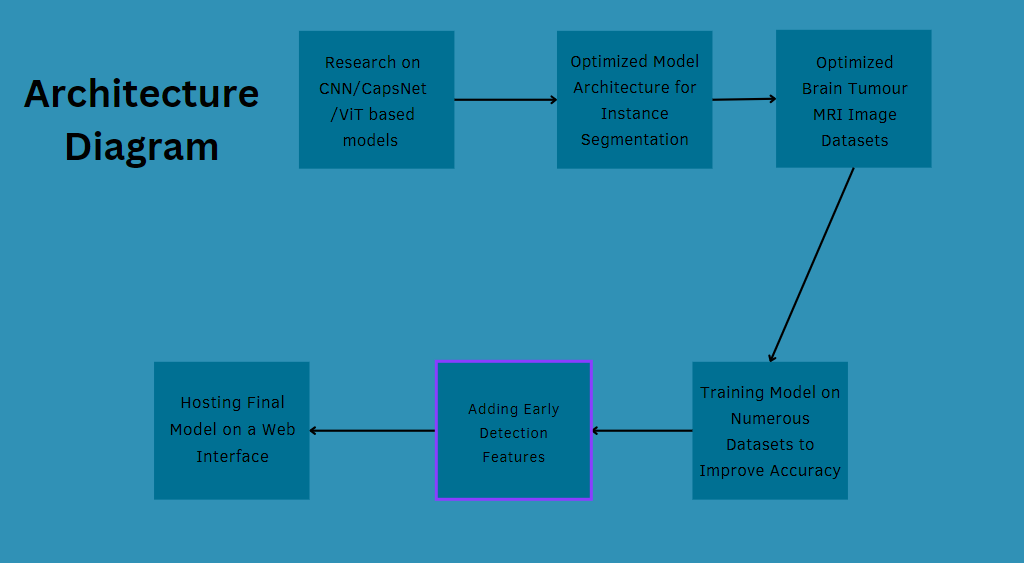 Architecture
Diagram
Research on
CNN/CapsNet
/ViT based
models
Optimized Model
Architecture for
Instance
Segmentation
Optimized
Brain Tumour
MRI Image
Datasets
Training Model on
Numerous
Datasets to
Improve Accuracy
Adding Early
Detection
Features
Hosting Final
Model on a Web
Interface